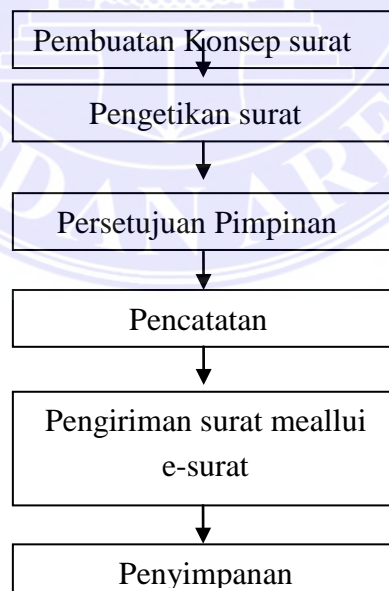 Pembuatan Konsep surat
Pengetikan surat
Persetujuan Pimpinan
Pencatatan
Pengiriman surat meallui
e-surat
Penyimpanan